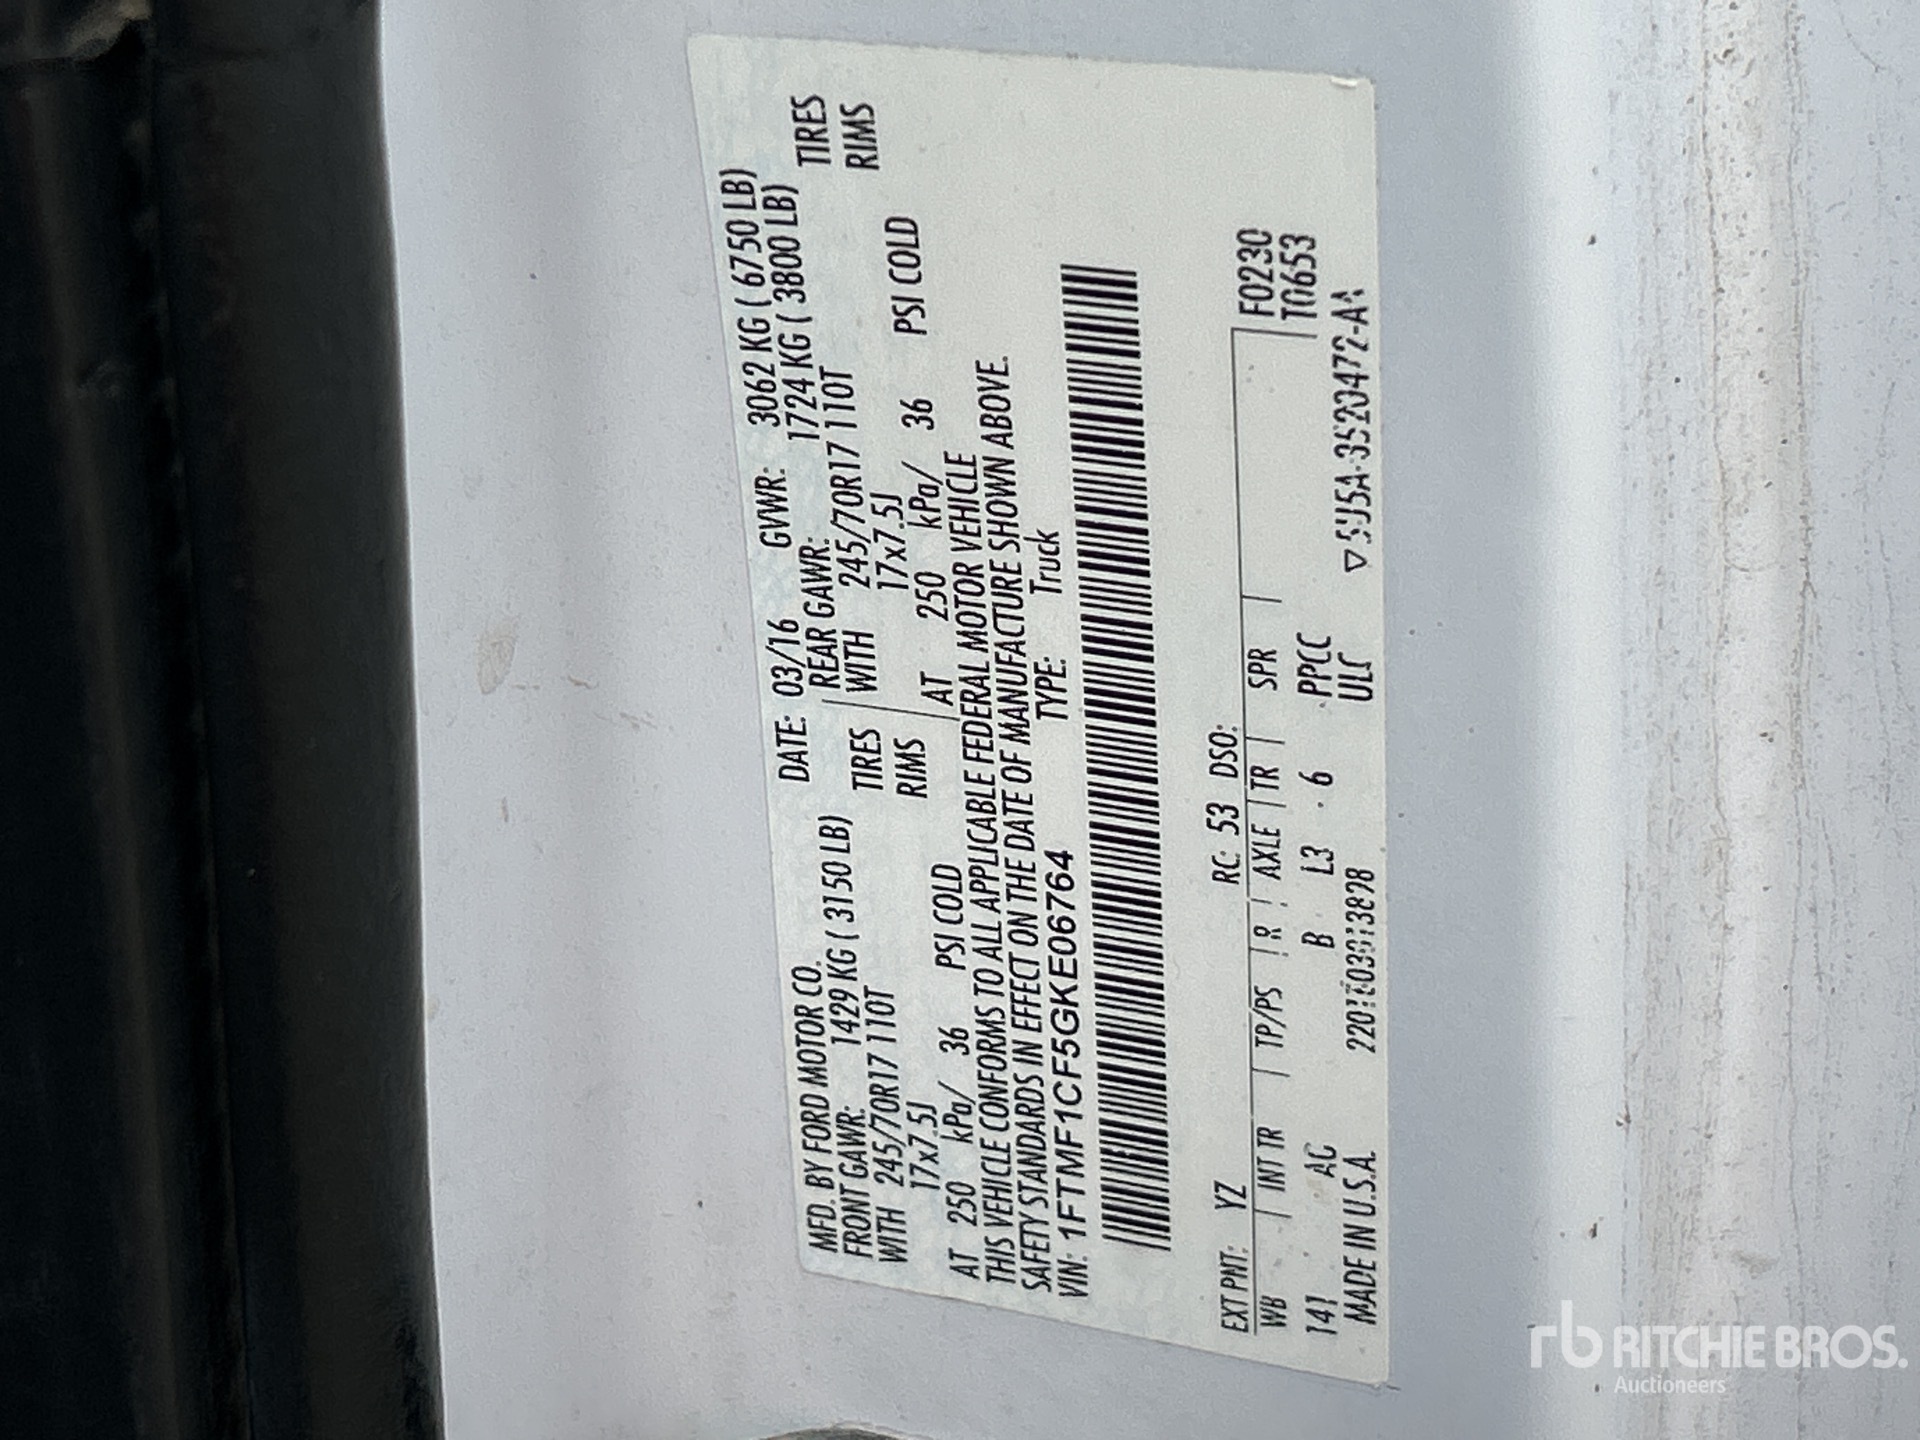 MFD. BY FORD MOTOR CO. DATE: 03/16 GVWR: 3062 KG ( 6750 LB)
FRONT GAWR: 1429 KG ( 3150 LB) REAR GAWR: 1724 KG ( 3800 LB)
WITH 245/70R17 110T TIRES WITH 245/70R17 110T TIRES
17x7.5J RIMS 17x7.5J RIMS
AT 250 kPa/ 36 PSI COLD AT 250 kPa/ 36 PSI COLD
THIS VEHICLE CONFORMS TO ALL APPLICABLE FEDERAL MOTOR VEHICLE
SAFETY STANDARDS IN EFFECT ON THE DATE OF MANUFACTURE SHOWN ABOVE.
VIN: 1FTMF1CF5GKE06764 TYPE: Truck
EXT PNT: YZ RC: 53 DSO: F0230
WB INT TR TP/PS R AXLE TR SPR T0653
141 AC B L3 6 PPCC
MADE IN U.S.A. ULC
rb RITCHIE BROS.
Auctioneers